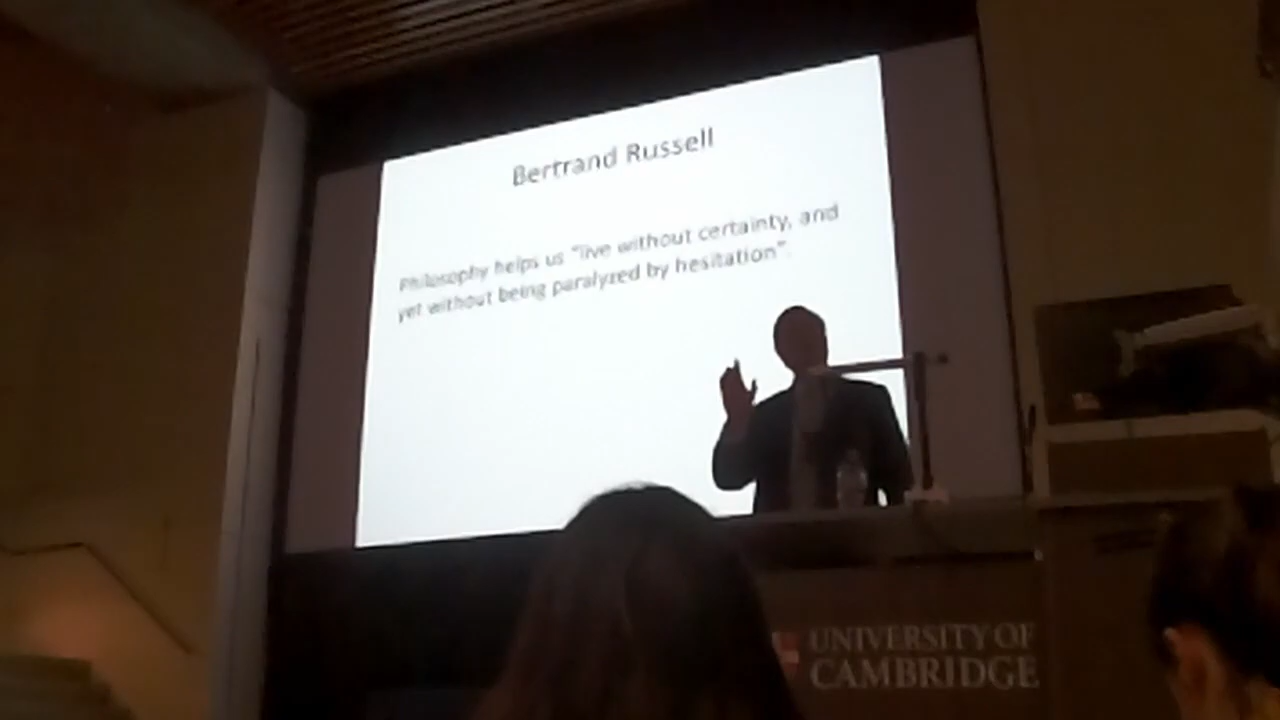 Bertrand Russell
Philosophy helps us "live without certainty, and
yet without being paralyzed by hesitation".
UNIVERSITY OF
CAMBRIDGE